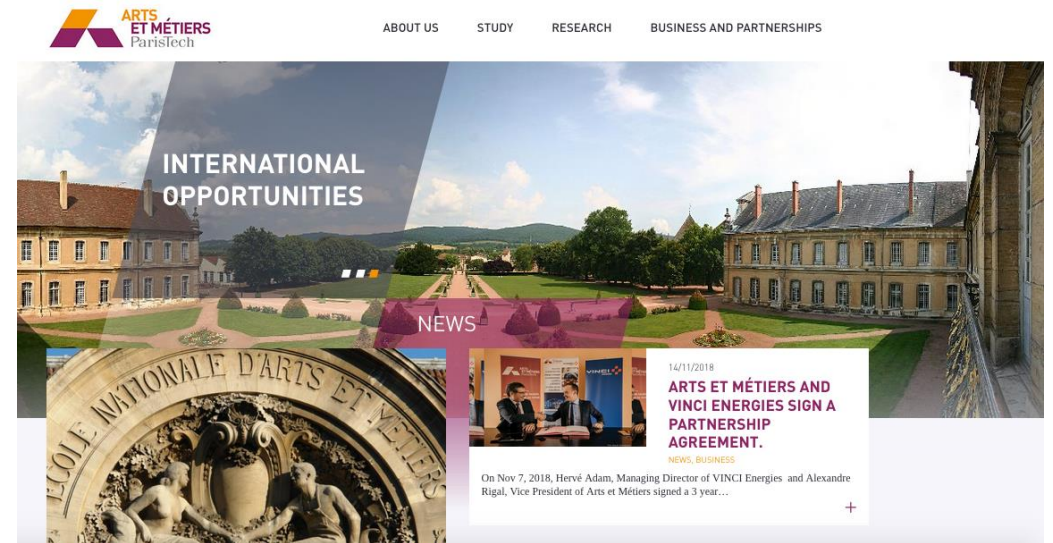 ARTS
ET MÉTIERS
ParisTech
ABOUT US
STUDY
RESEARCH
BUSINESS AND PARTNERSHIPS
INTERNATIONAL
OPPORTUNITIES
NEWS
ECOLE NATIONALE D'ARTS ET METIERS
VINCI
14/11/2018
ARTS ET MÉTIERS AND
VINCI ENERGIES SIGN A
PARTNERSHIP
AGREEMENT.
NEWS, BUSINESS
On Nov 7, 2018, Hervé Adam, Managing Director of VINCI Energies and Alexandre
Rigal, Vice President of Arts et Métiers signed a 3 year…
+